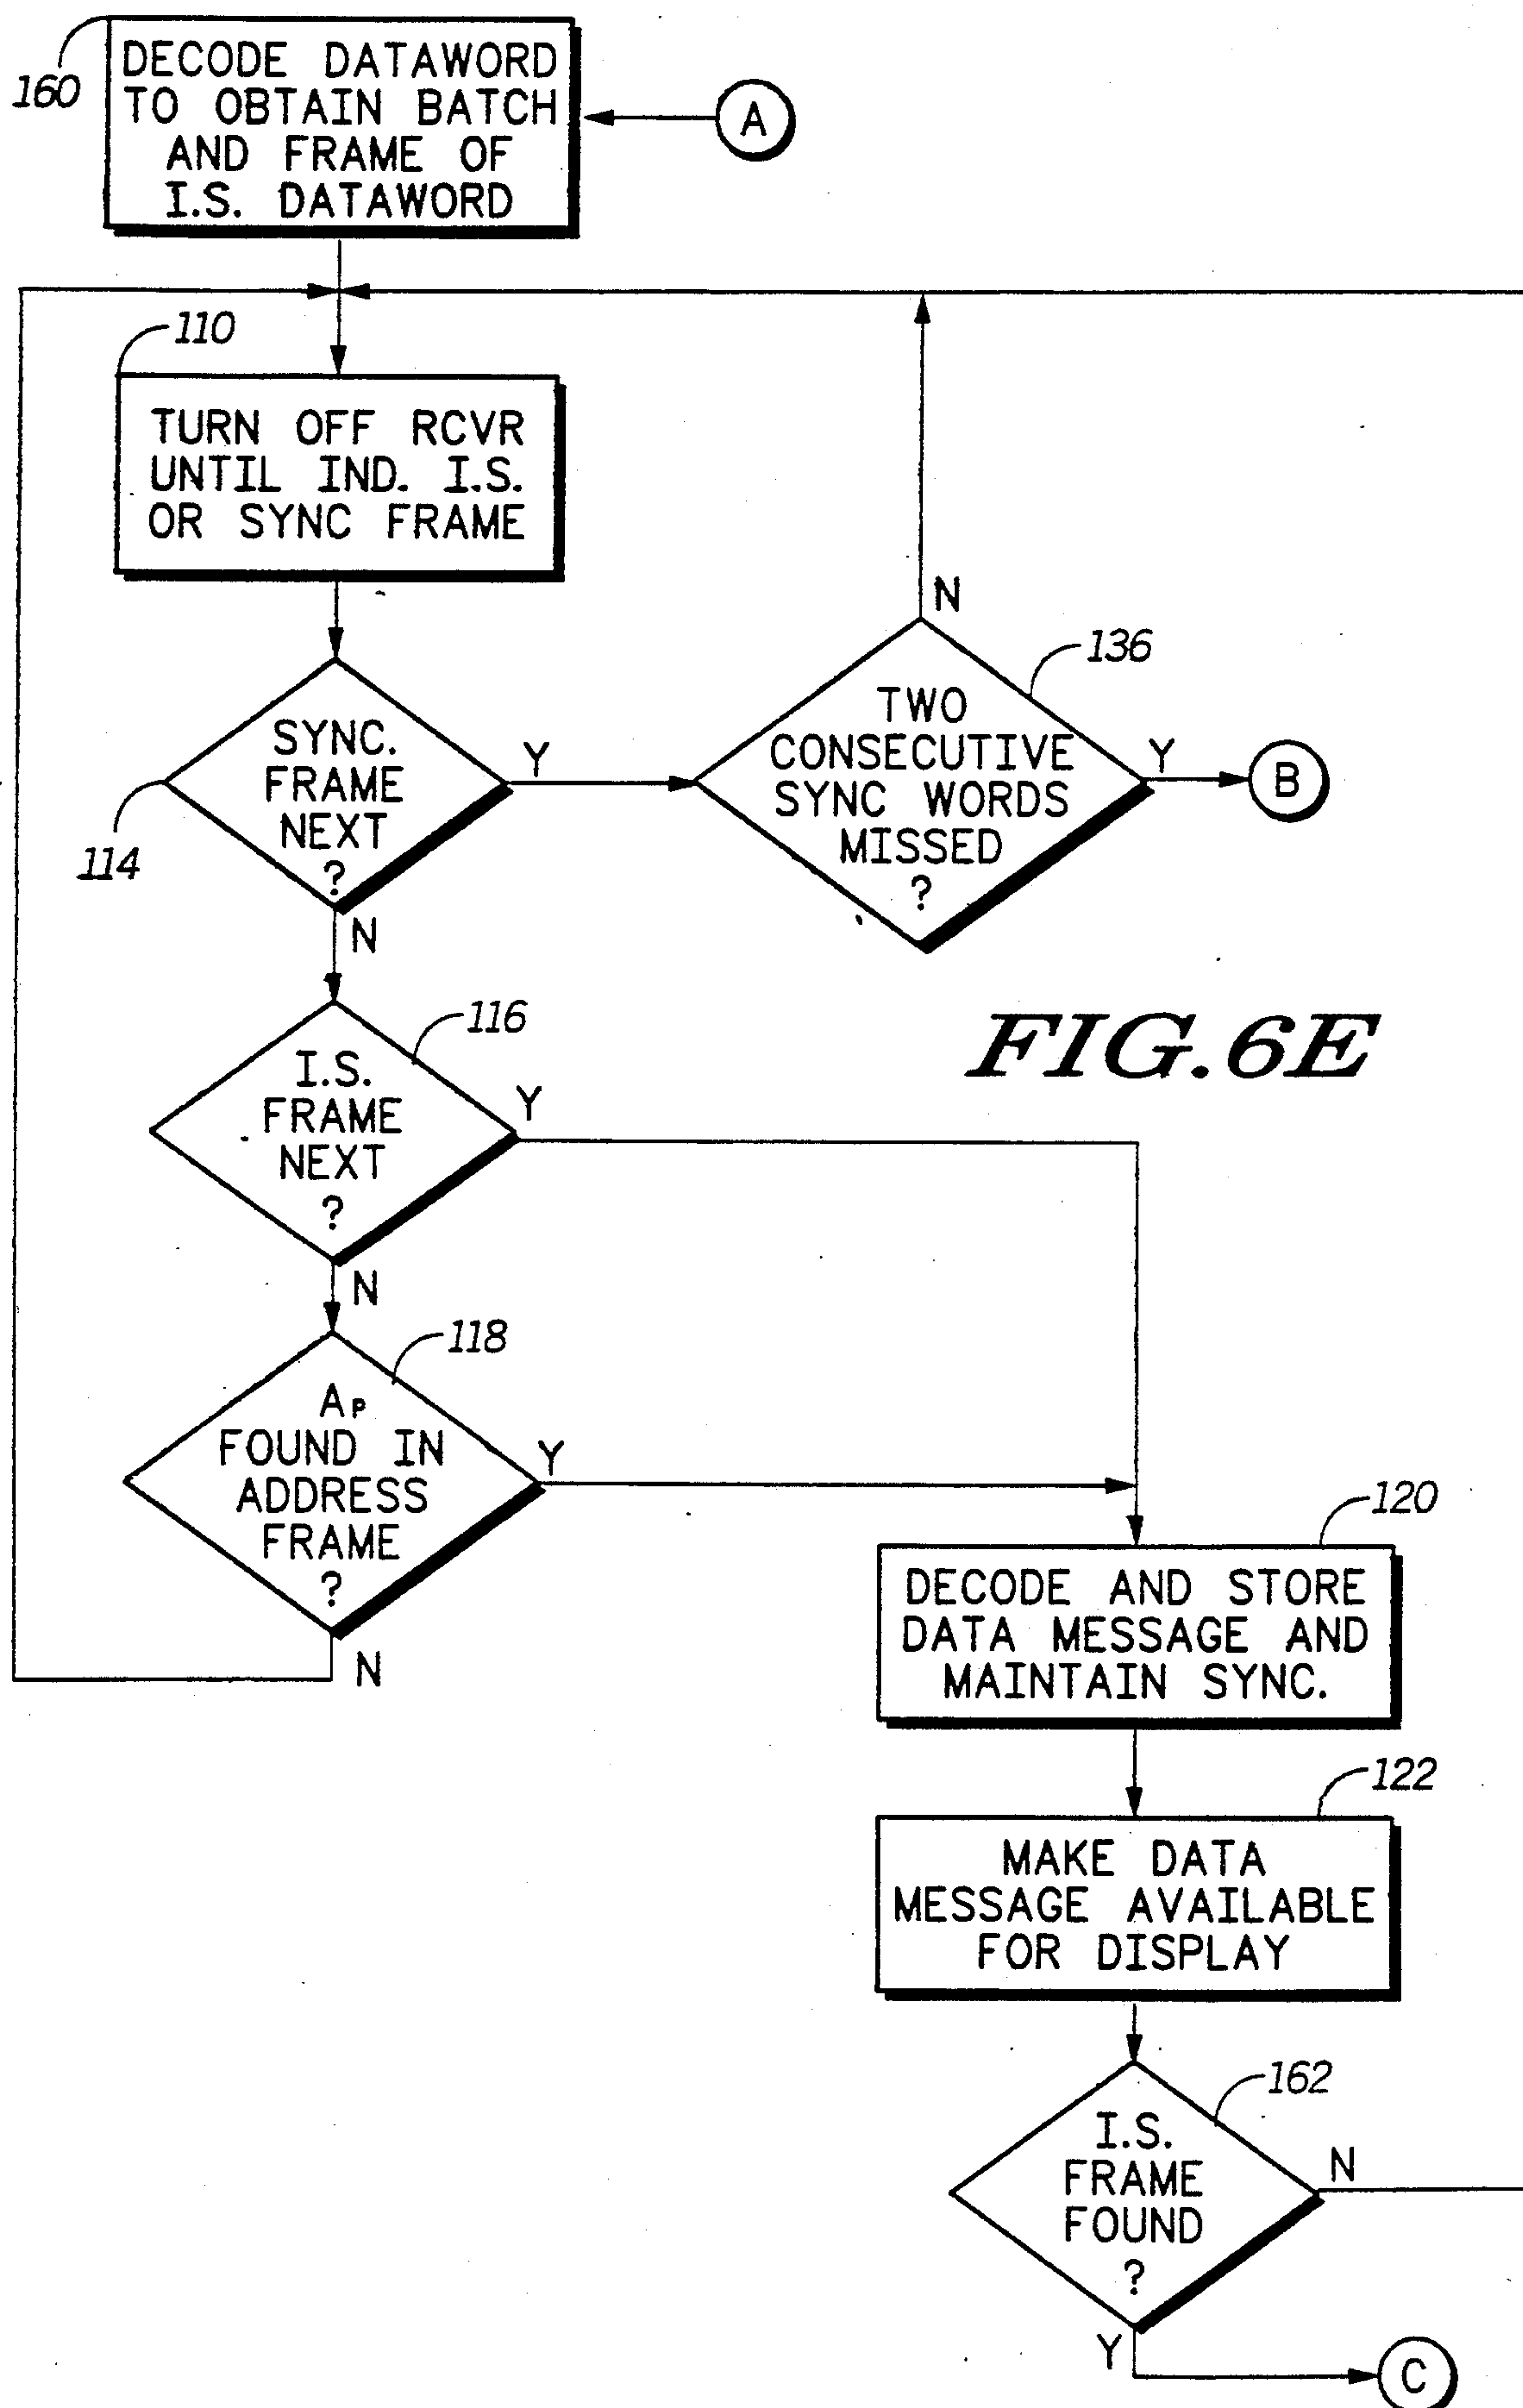 160
DECODE DATAWORD
TO OBTAIN BATCH
AND FRAME OF
I.S. DATAWORD
A
110
TURN OFF RCVR
UNTIL IND. I.S.
OR SYNC FRAME
114
SYNC.
FRAME
NEXT
?
Y
N
136
TWO
CONSECUTIVE
SYNC WORDS
MISSED
?
N
Y
B
116
I.S.
FRAME
NEXT
?
Y
N
FIG.6E
118
AP
FOUND IN
ADDRESS
FRAME
?
Y
N
120
DECODE AND STORE
DATA MESSAGE AND
MAINTAIN SYNC.
122
MAKE DATA
MESSAGE AVAILABLE
FOR DISPLAY
162
I.S.
FRAME
FOUND
?
N
Y
C